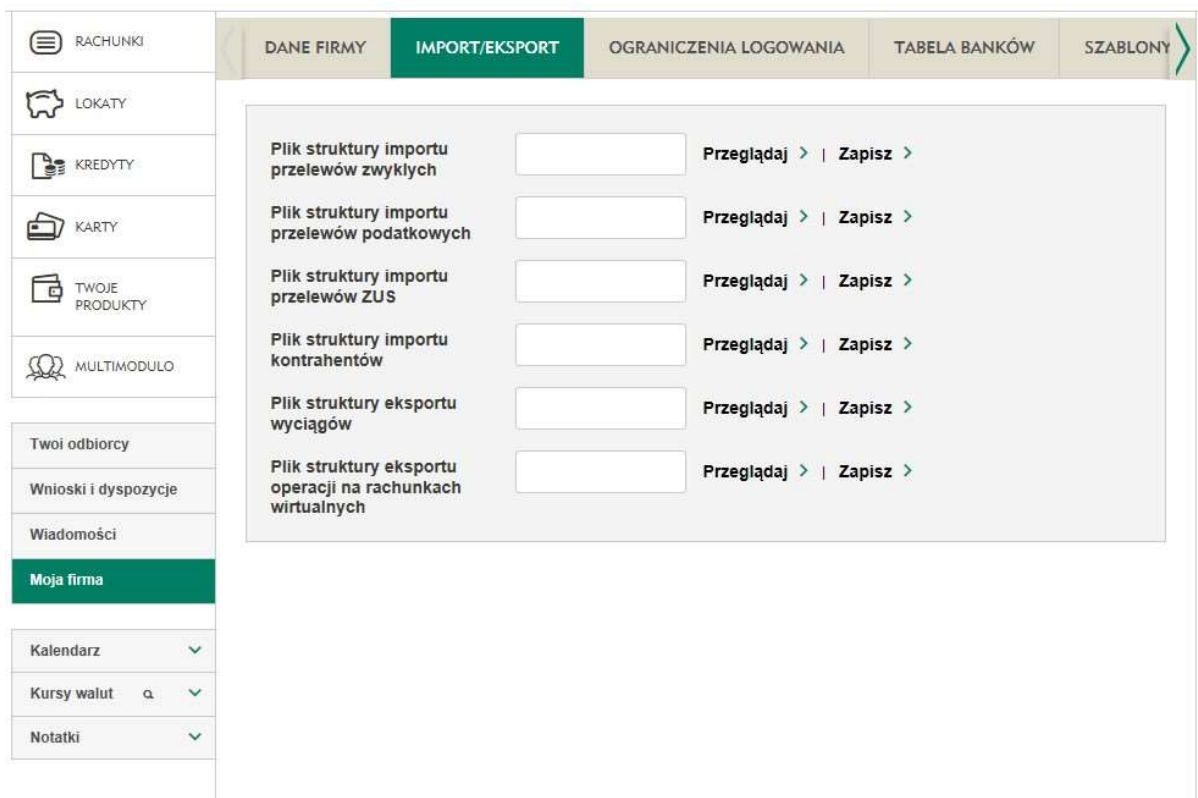 RACHUNKI
LOKATY
KREDYTY
KARTY
TWOJE
PRODUKTY
MULTIMODULO
Twoi odbiorcy
Wnioski i dyspozycje
Wiadomości
Moja firma
Kalendarz
Kursy walut
Notatki
DANE FIRMY IMPORT/EKSPORT OGRANICZENIA LOGOWANIA TABELA BANKÓW SZABLONY
Plik struktury importu
przelewów zwykłych
Przeglądaj > | Zapisz >
Plik struktury importu
przelewów podatkowych
Przeglądaj > | Zapisz >
Plik struktury importu
przelewów ZUS
Przeglądaj > | Zapisz >
Plik struktury importu
kontrahentów
Przeglądaj > | Zapisz >
Plik struktury eksportu
wyciągów
Przeglądaj > | Zapisz >
Plik struktury eksportu
operacji na rachunkach
wirtualnych
Przeglądaj > | Zapisz >